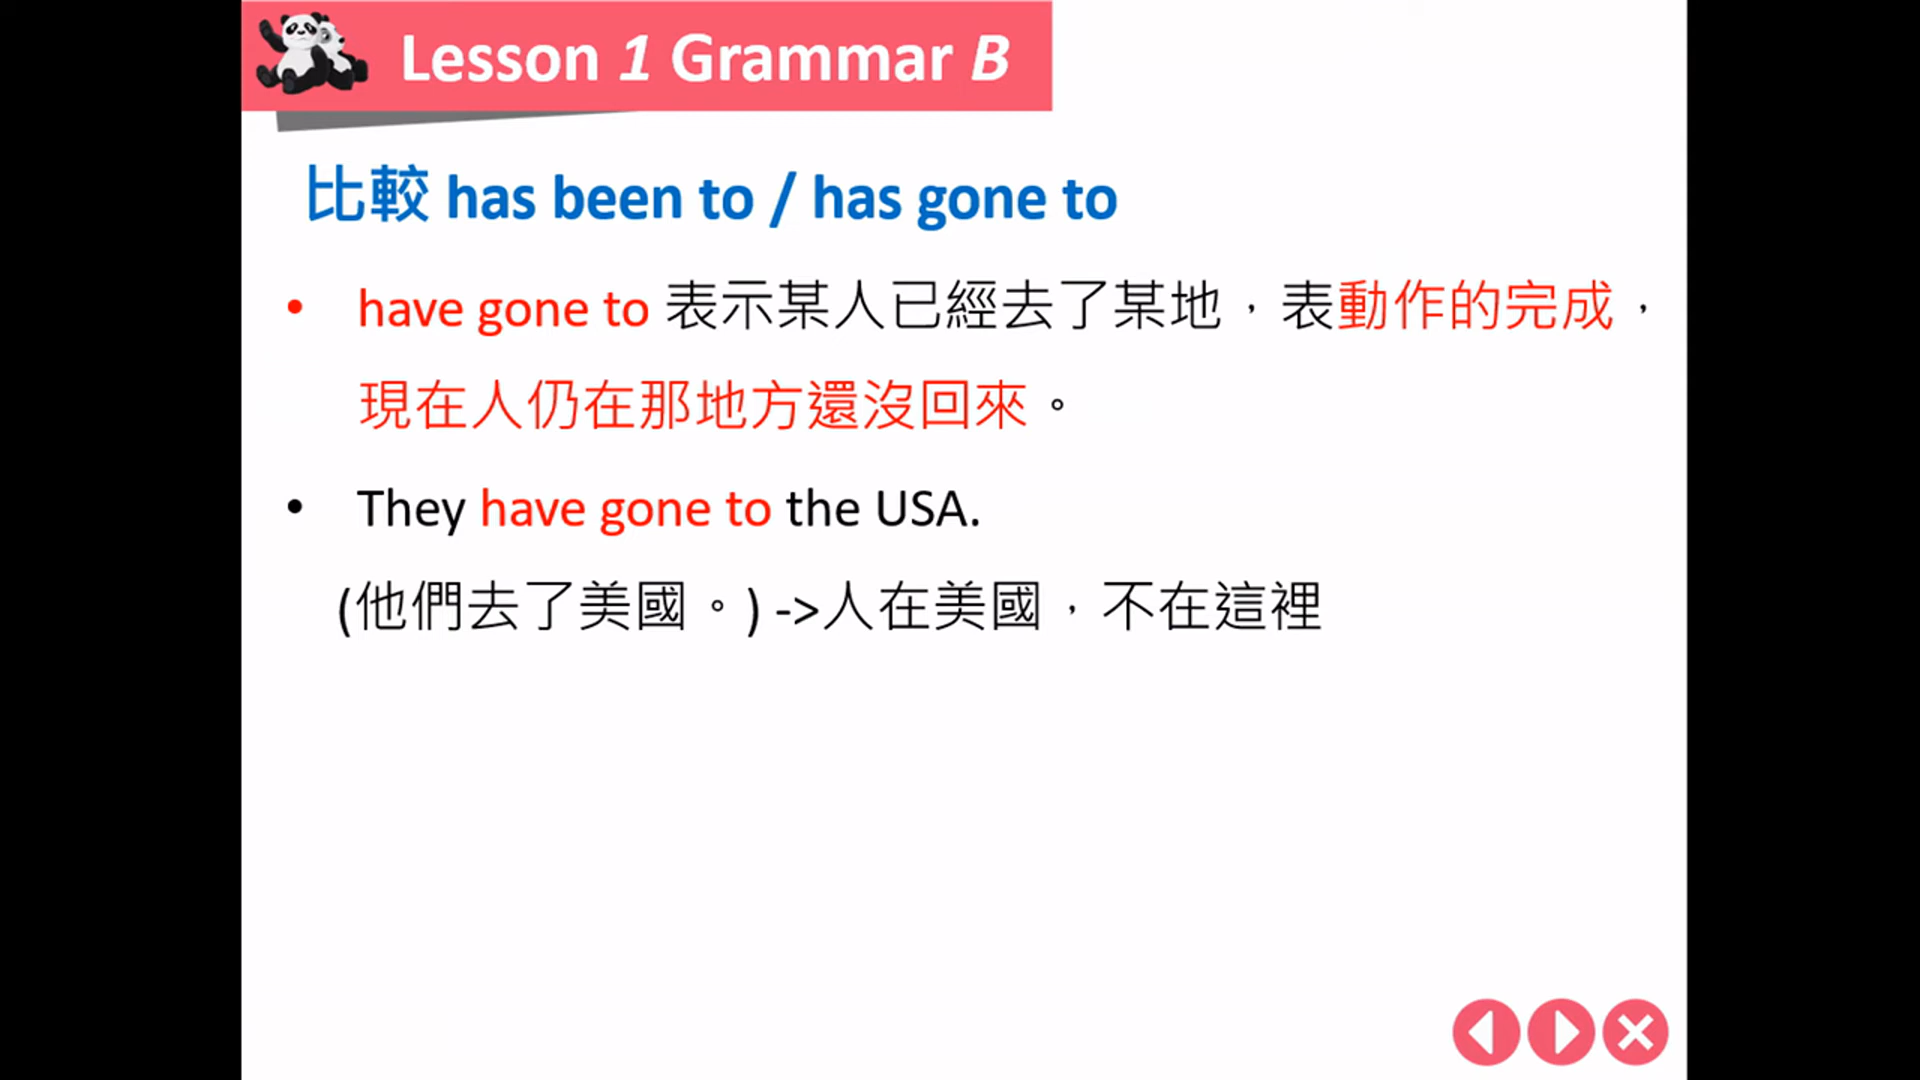 Lesson 1 Grammar B
比較 has been to / has gone to
• have gone to 表示某人已經去了某地，表動作的完成，
現在人仍在那地方還沒回來。
• They have gone to the USA.
(他們去了美國。) ->人在美國，不在這裡